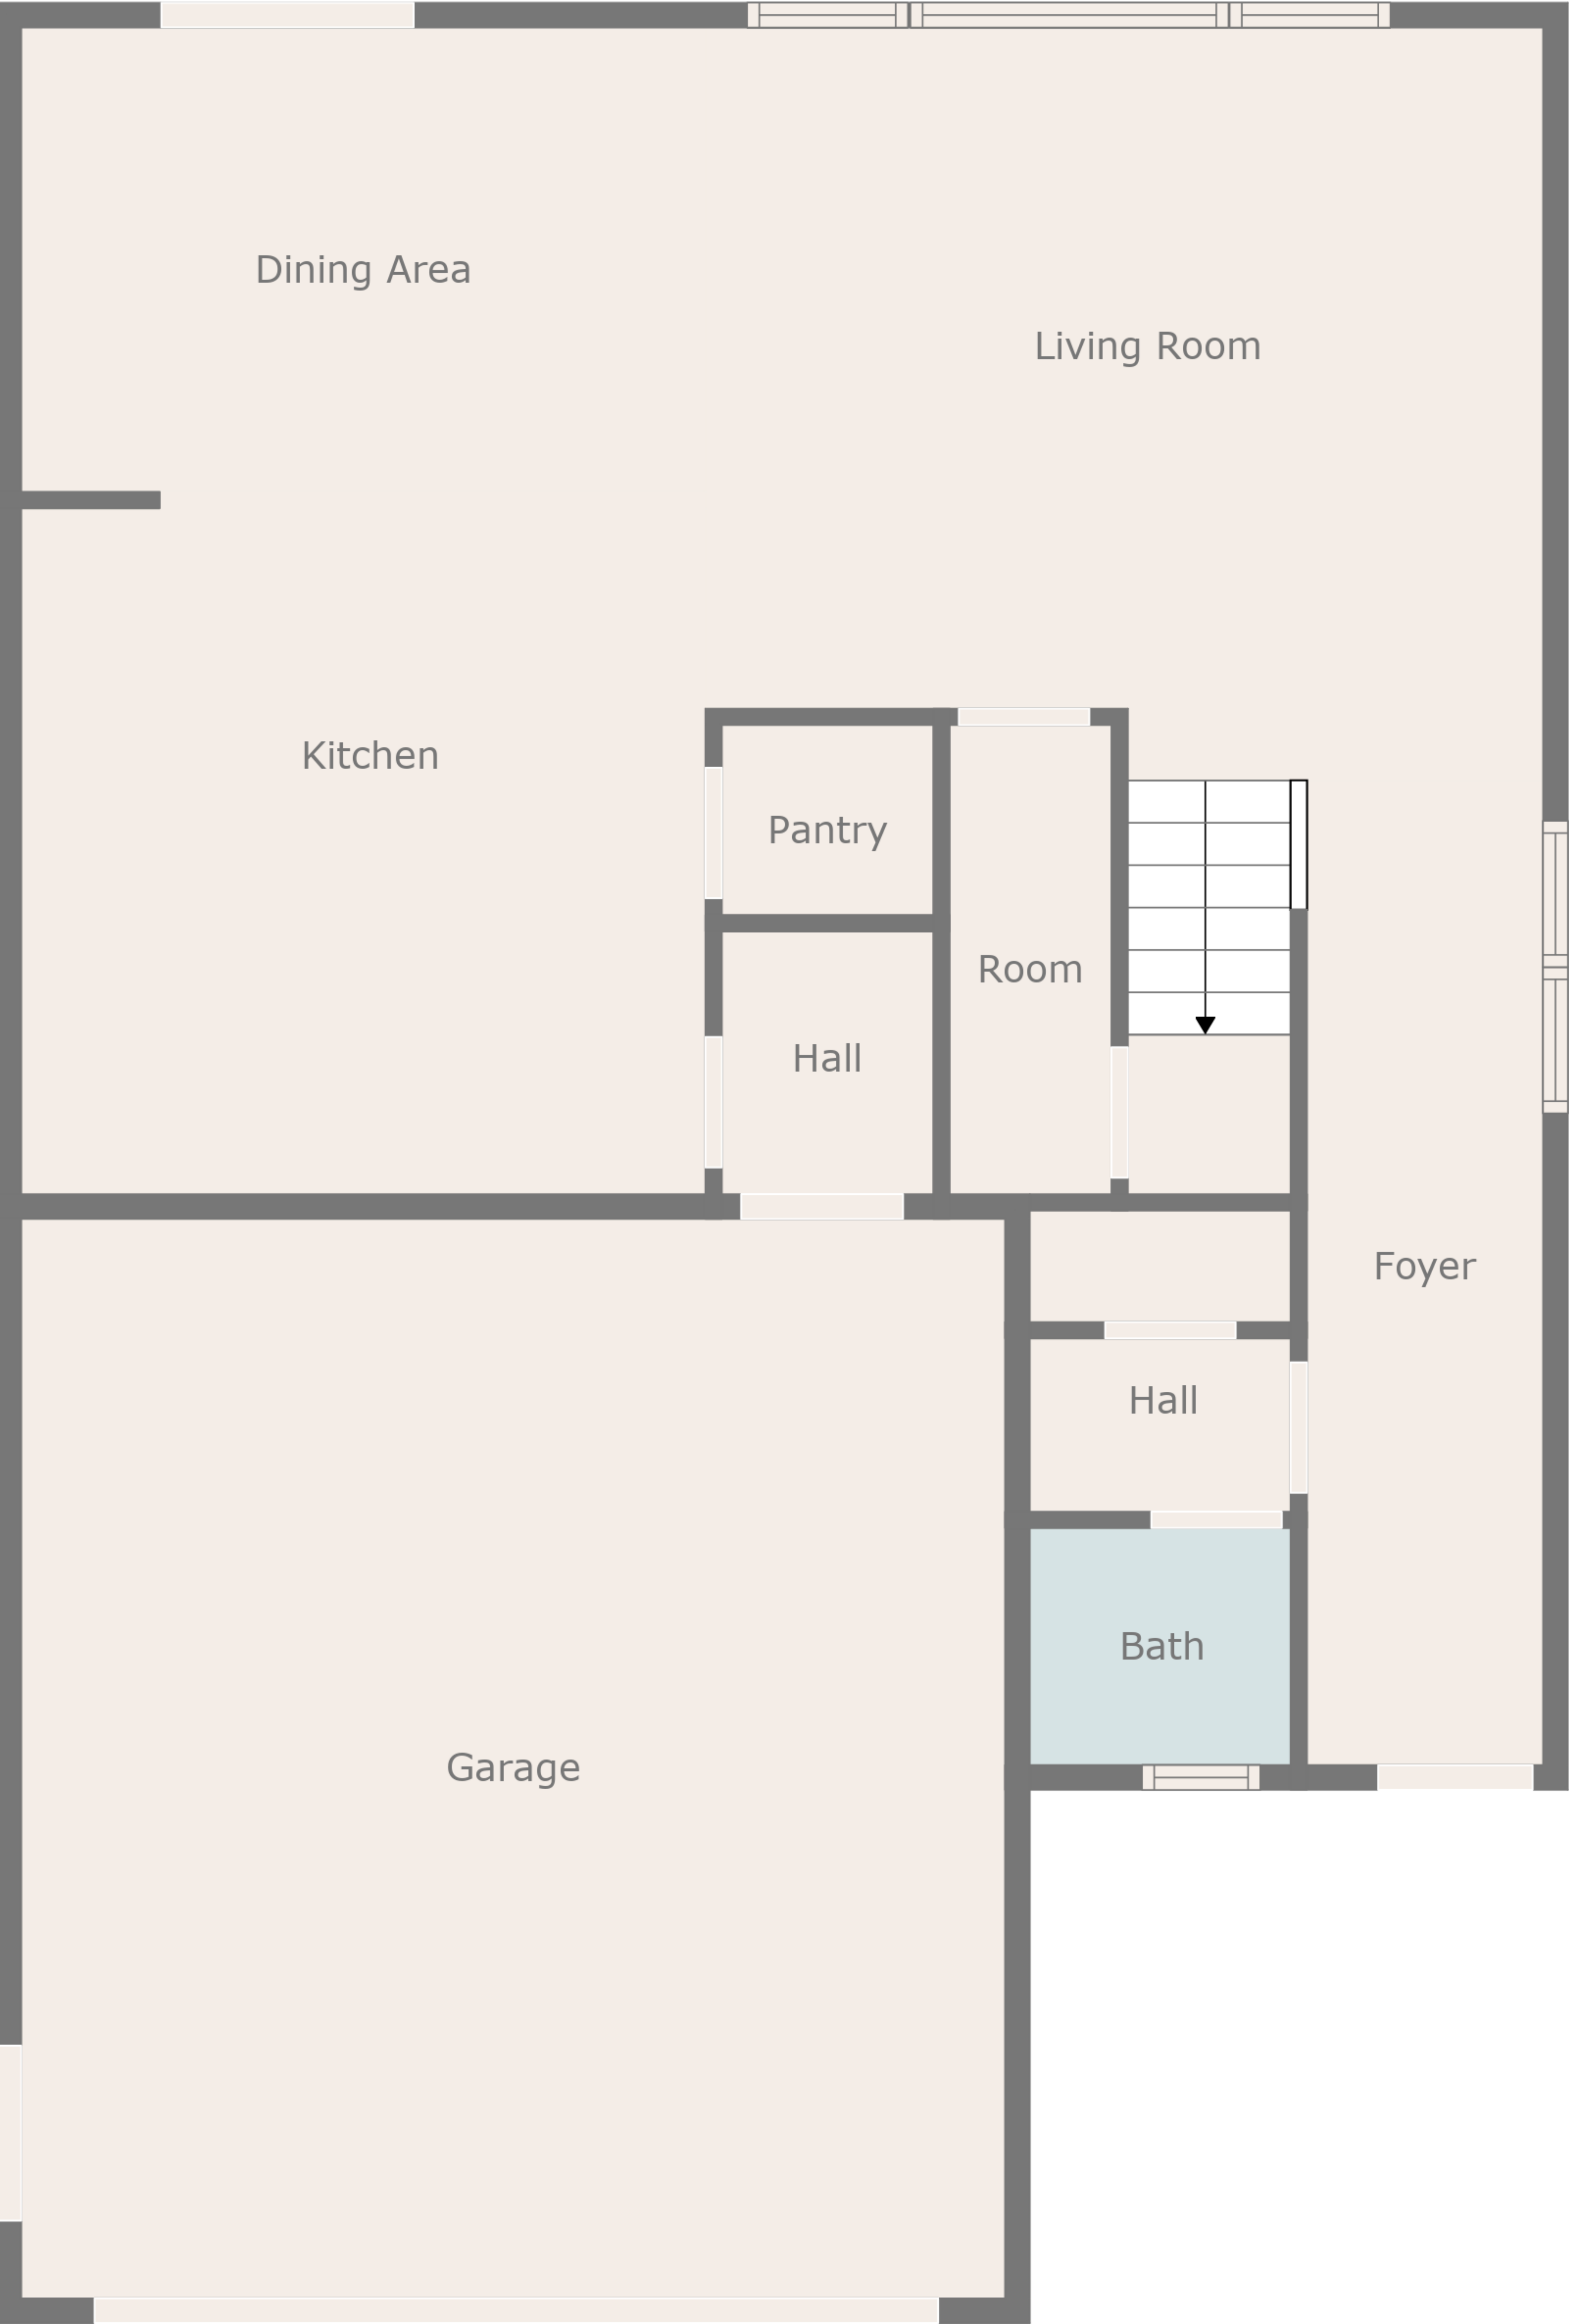 Dining Area
Living Room
Kitchen
Pantry
Room
Hall
Foyer
Hall
Bath
Garage